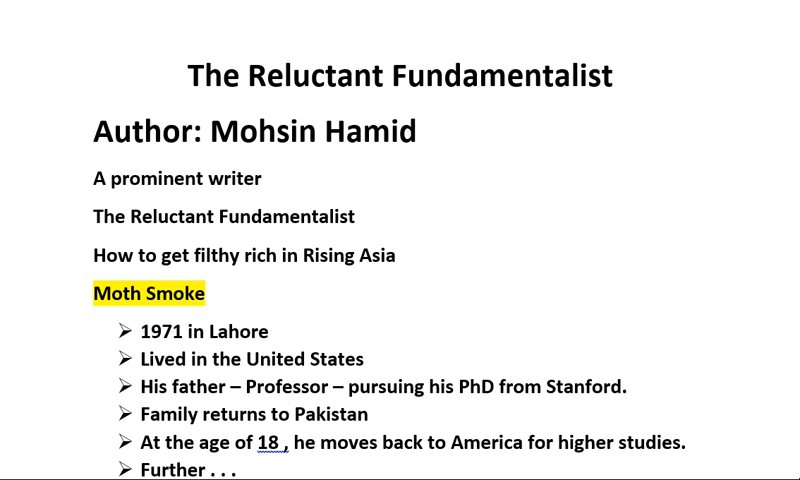 The Reluctant Fundamentalist
Author: Mohsin Hamid
A prominent writer
The Reluctant Fundamentalist
How to get filthy rich in Rising Asia
Moth Smoke
➢ 1971 in Lahore
➢ Lived in the United States
➢ His father – Professor – pursuing his PhD from Stanford.
➢ Family returns to Pakistan
➢ At the age of 18 , he moves back to America for higher studies.
➢ Further . . .